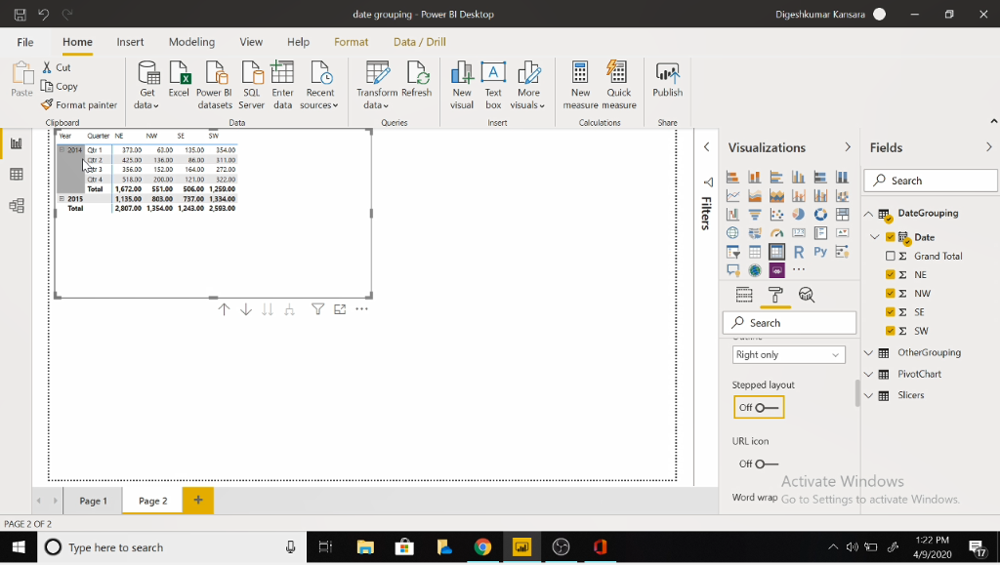 date grouping - Power BI Desktop
Digeshkumar Kansara
File Home Insert Modeling View Help Format Data / Drill
Paste
Cut
Copy
Format painter
Get data
Excel
Power BI datasets
SQL Server
Enter data
Recent sources
Transform data
Refresh
New visual
Text box
More visuals
New measure
Quick measure
Publish
Clipboard Data Queries Insert Calculations Share
Year Quarter NE NW SE SW
2014 Qtr 1 373.00 63.00 135.00 354.00
Qtr 2 425.00 136.00 86.00 311.00
Qtr 3 356.00 152.00 164.00 272.00
Qtr 4 518.00 200.00 121.00 322.00
Total 1,672.00 551.00 506.00 1,259.00
2015 1,135.00 803.00 737.00 1,334.00
Total 2,807.00 1,354.00 1,243.00 2,593.00
Filters
Visualizations
R Py
Search
Right only
Stepped layout
Off
URL icon
Off
Word wrap
Fields
Search
DateGrouping
Date
Σ Grand Total
Σ NE
Σ NW
Σ SE
Σ SW
OtherGrouping
PivotChart
Slicers
Activate Windows
Go to Settings to activate Windows.
Page 1 Page 2 +
PAGE 2 OF 2
Type here to search
1:22 PM
4/9/2020
17